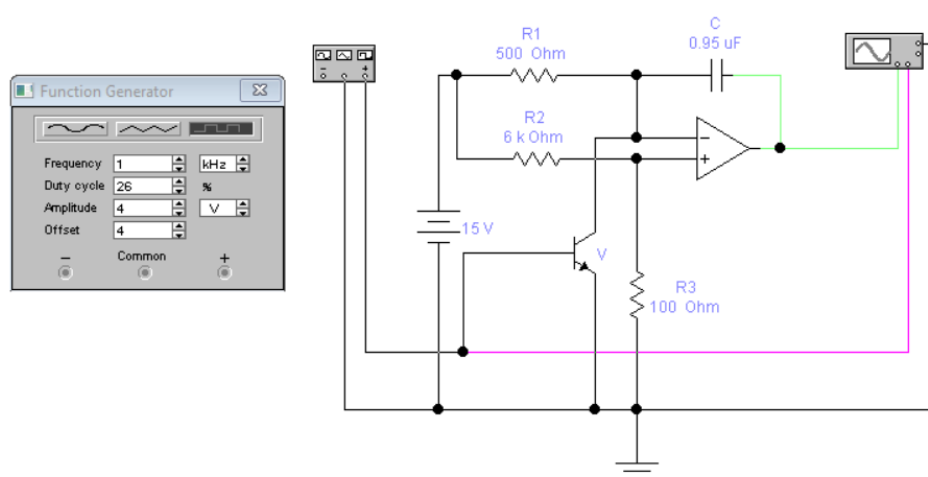 Function Generator
Frequency 1 kHz
Duty cycle 26 %
Amplitude 4 V
Offset 4
− Common +
− +
R1
500 Ohm
C
0.95 uF
R2
6 k Ohm
− +
15 V
V
R3
100 Ohm